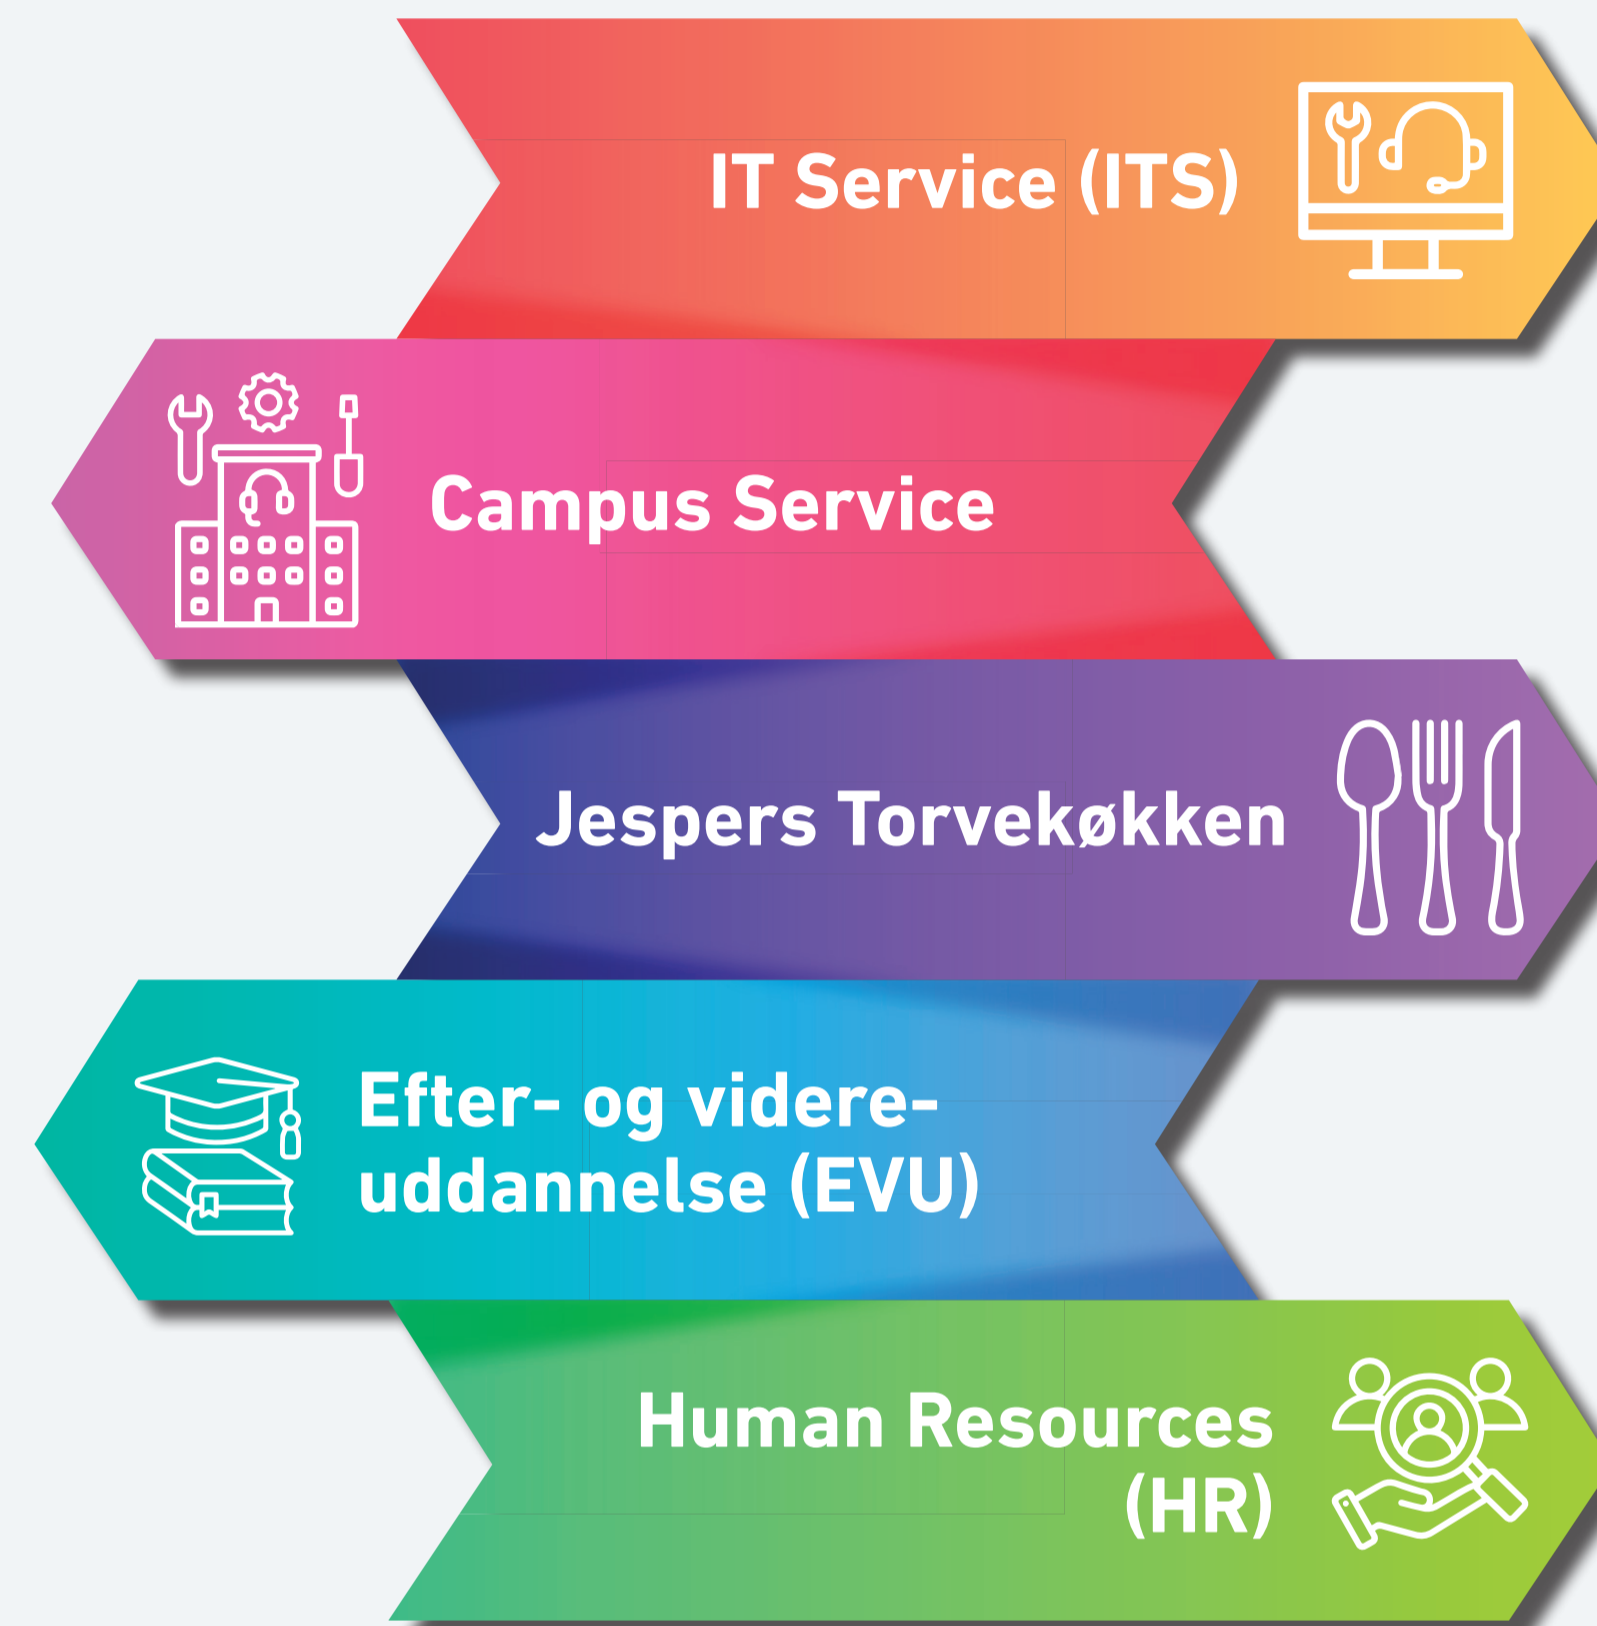 IT Service (ITS)
Campus Service
Jespers Torvekøkken
Efter- og videre-
uddannelse (EVU)
Human Resources
(HR)